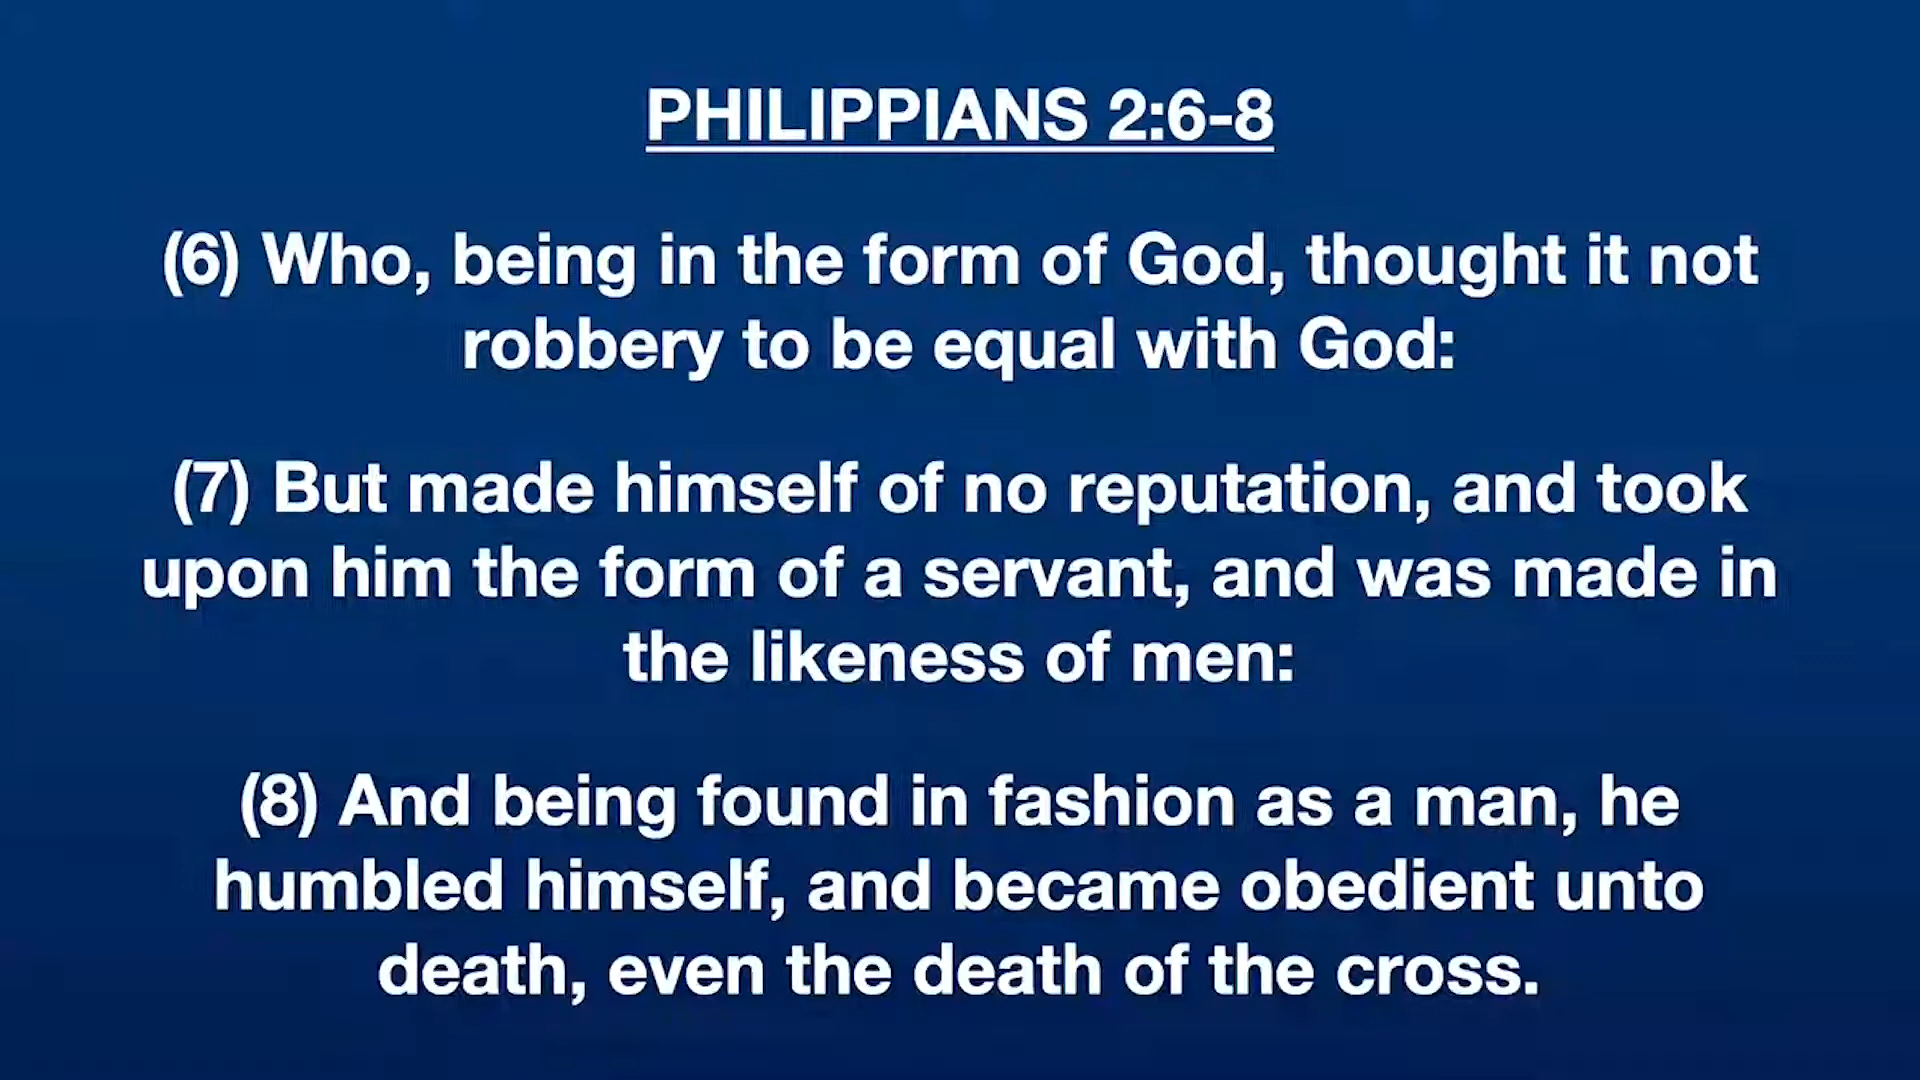 PHILIPPIANS 2:6-8
(6) Who, being in the form of God, thought it not
robbery to be equal with God:
(7) But made himself of no reputation, and took
upon him the form of a servant, and was made in
the likeness of men:
(8) And being found in fashion as a man, he
humbled himself, and became obedient unto
death, even the death of the cross.